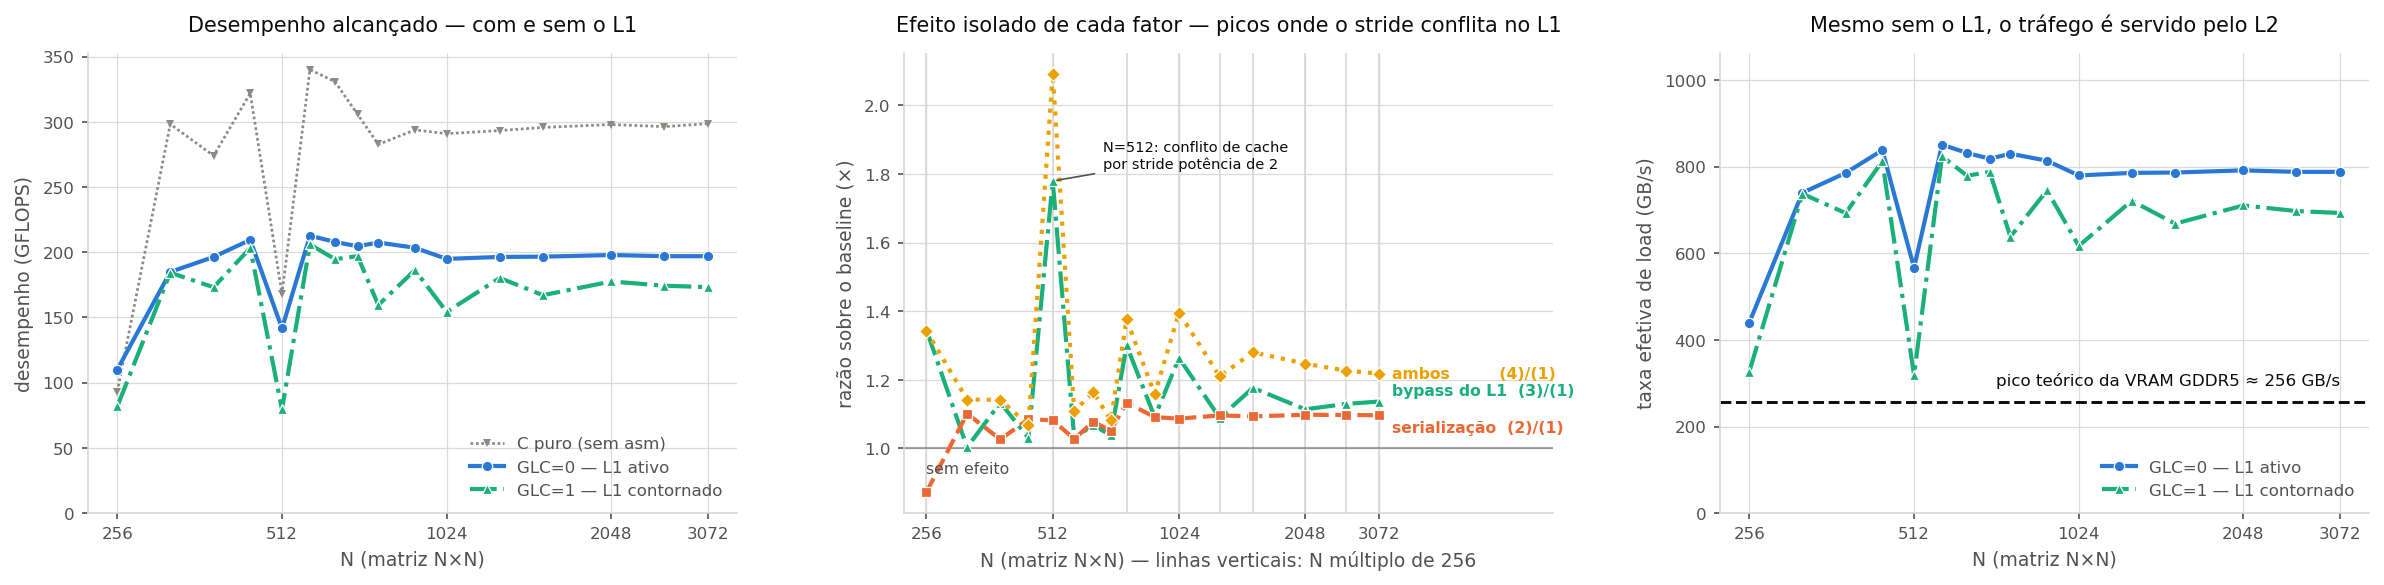 Desempenho alcançado — com e sem o L1
350
300
250
200
150
100
50
0
desempenho (GFLOPS)
C puro (sem asm)
GLC=0 — L1 ativo
GLC=1 — L1 contornado
256
512
1024
2048
3072
N (matriz N×N)
Efeito isolado de cada fator — picos onde o stride conflita no L1
2.0
1.8
1.6
1.4
1.2
1.0
razão sobre o baseline (×)
N=512: conflito de cache
por stride potência de 2
ambos (4)/(1)
bypass do L1 (3)/(1)
serialização (2)/(1)
sem efeito
256
512
1024
2048
3072
N (matriz N×N) — linhas verticais: N múltiplo de 256
Mesmo sem o L1, o tráfego é servido pelo L2
1000
800
600
400
200
0
taxa efetiva de load (GB/s)
pico teórico da VRAM GDDR5 ≈ 256 GB/s
GLC=0 — L1 ativo
GLC=1 — L1 contornado
256
512
1024
2048
3072
N (matriz N×N)